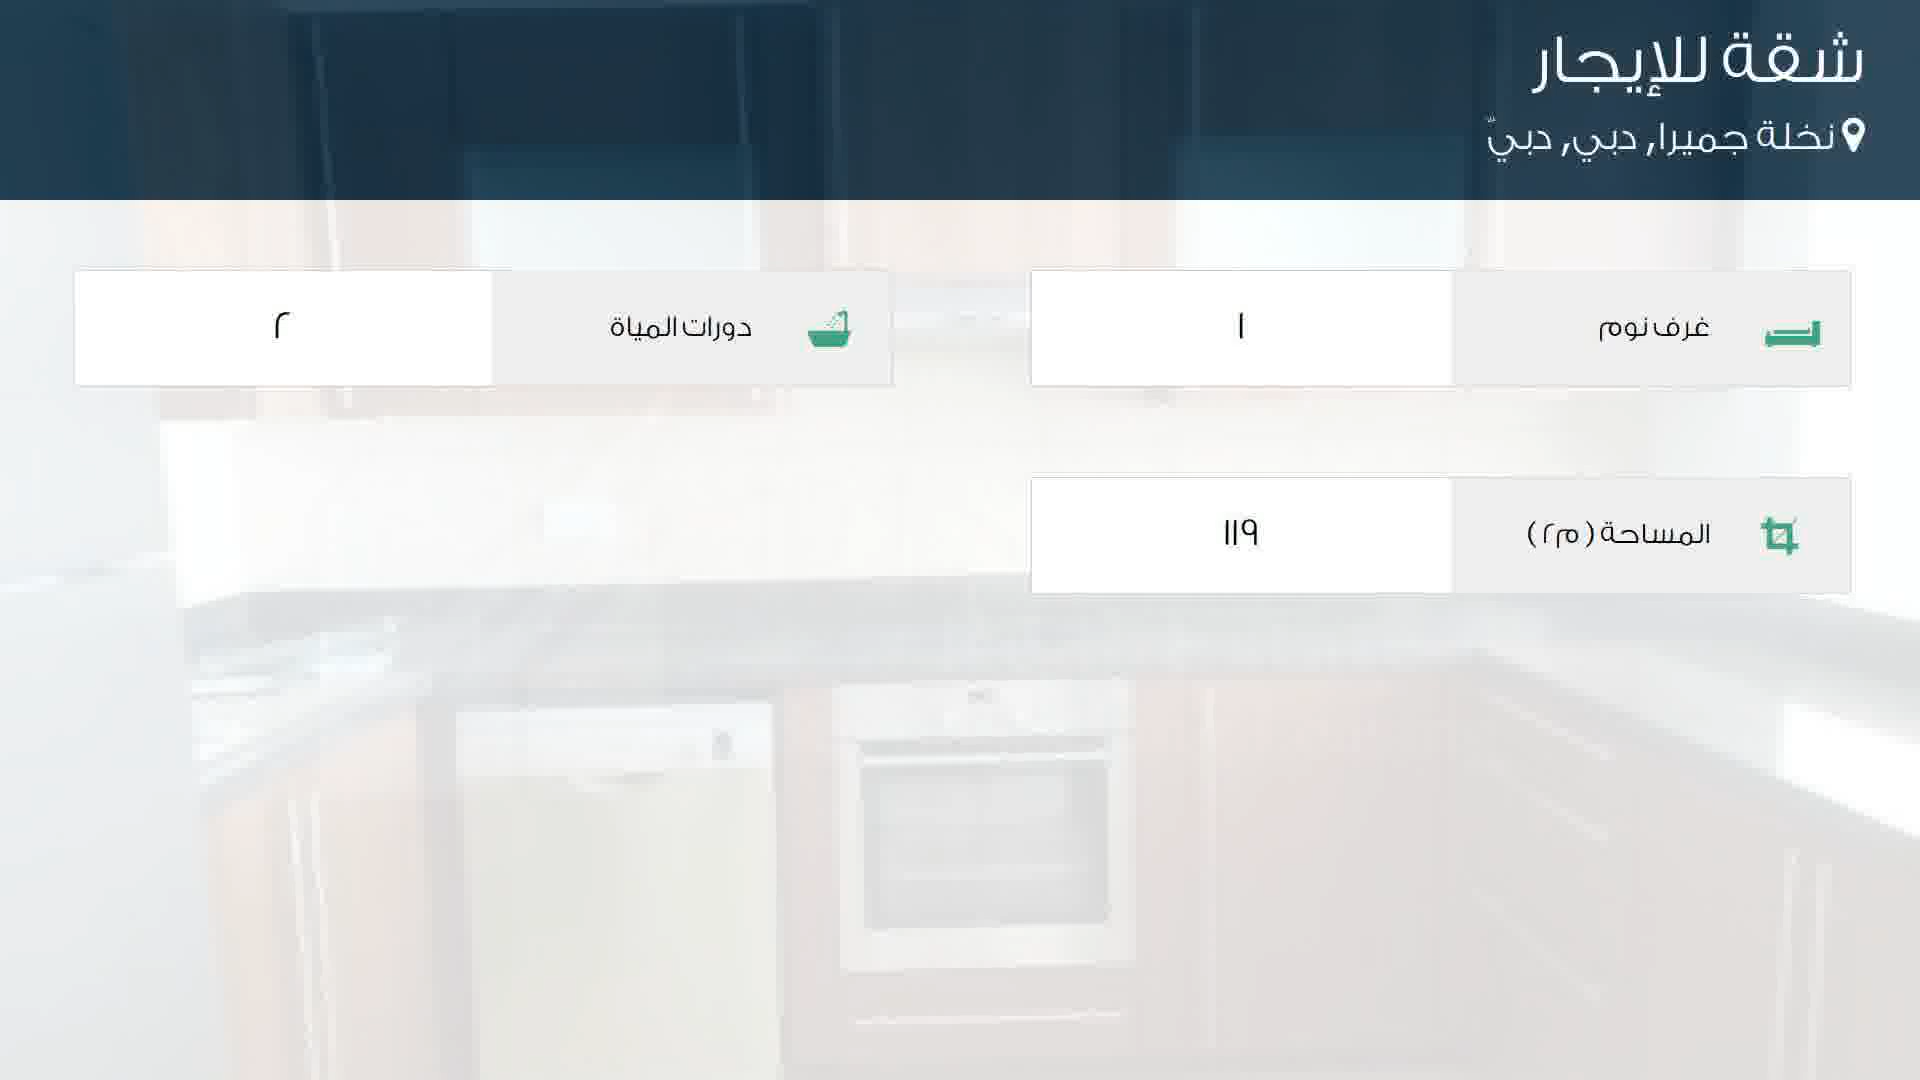 شقة للإيجار
نخلة جميرا, دبي, دبيّ
غرف نوم
١
دورات المياة
٢
المساحة (م٢)
١١٩